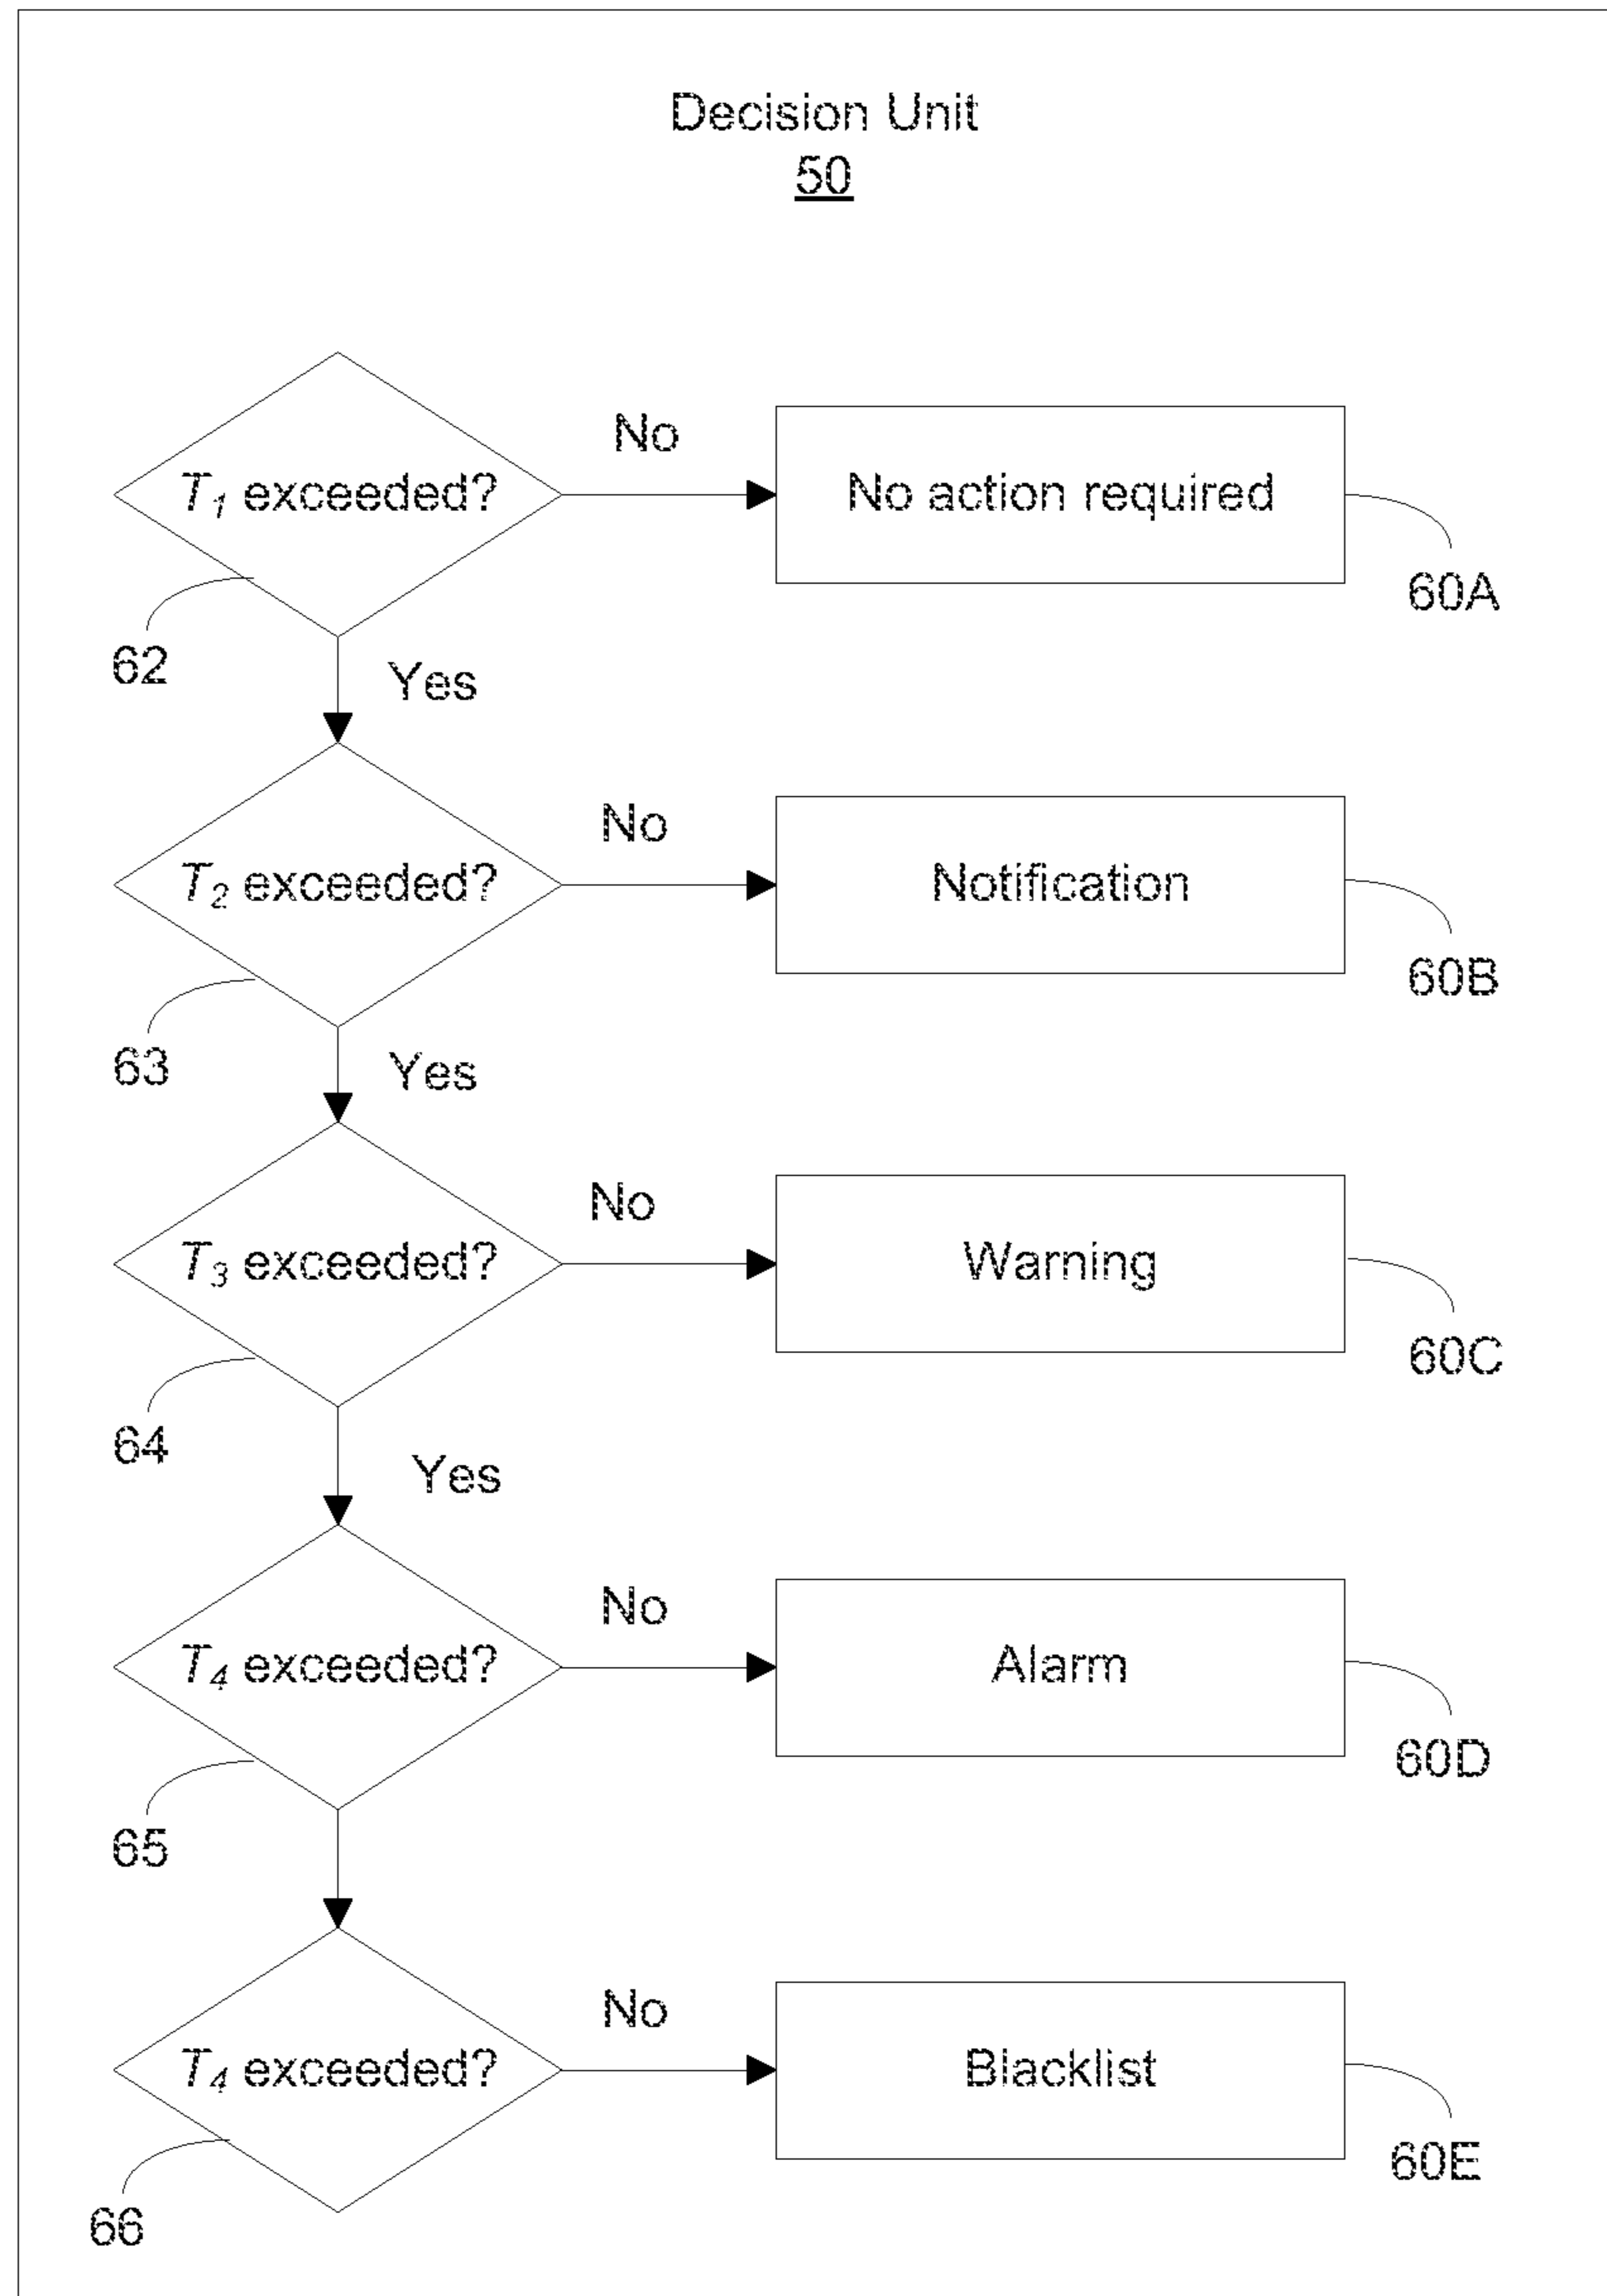 Decision Unit
50
T1 exceeded?
No
No action required
60A
62
Yes
T2 exceeded?
No
Notification
60B
63
Yes
T3 exceeded?
No
Warning
60C
64
Yes
T4 exceeded?
No
Alarm
60D
65
T4 exceeded?
No
Blacklist
60E
66